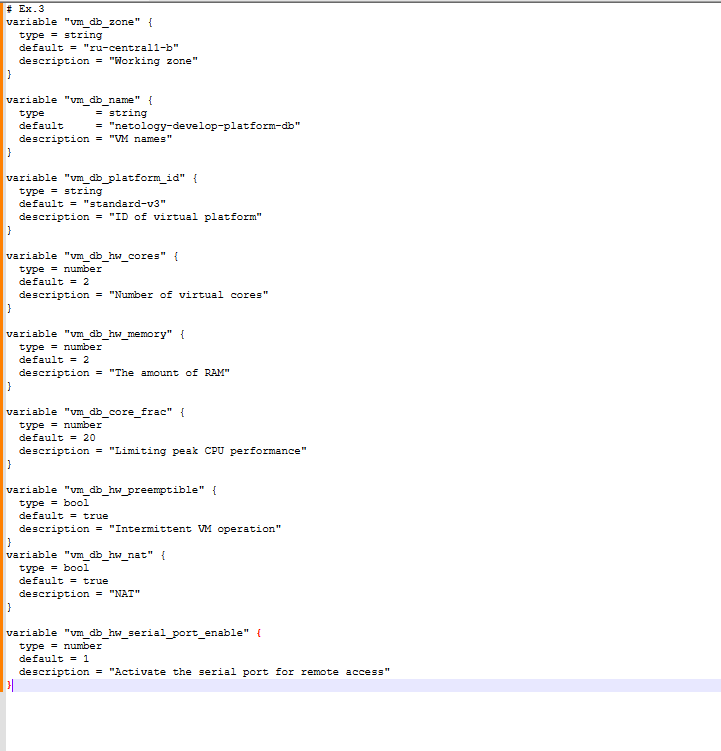 # Ex.3
variable "vm_db_zone" {
  type = string
  default = "ru-central1-b"
  description = "Working zone"
}

variable "vm_db_name" {
  type        = string
  default     = "netology-develop-platform-db"
  description = "VM names"
}

variable "vm_db_platform_id" {
  type = string
  default = "standard-v3"
  description = "ID of virtual platform"
}

variable "vm_db_hw_cores" {
  type = number
  default = 2
  description = "Number of virtual cores"
}

variable "vm_db_hw_memory" {
  type = number
  default = 2
  description = "The amount of RAM"
}

variable "vm_db_core_frac" {
  type = number
  default = 20
  description = "Limiting peak CPU performance"
}

variable "vm_db_hw_preemptible" {
  type = bool
  default = true
  description = "Intermittent VM operation"
}
variable "vm_db_hw_nat" {
  type = bool
  default = true
  description = "NAT"
}

variable "vm_db_hw_serial_port_enable" {
  type = number
  default = 1
  description = "Activate the serial port for remote access"
}